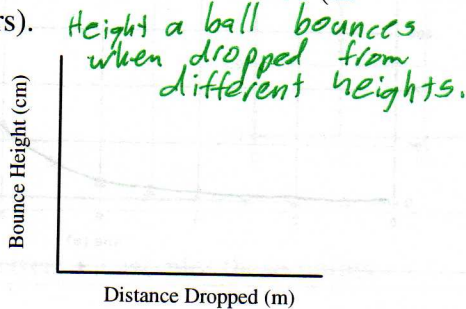 rs).
Height a ball bounces
when dropped from
different heights.
Bounce Height (cm)
Distance Dropped (m)